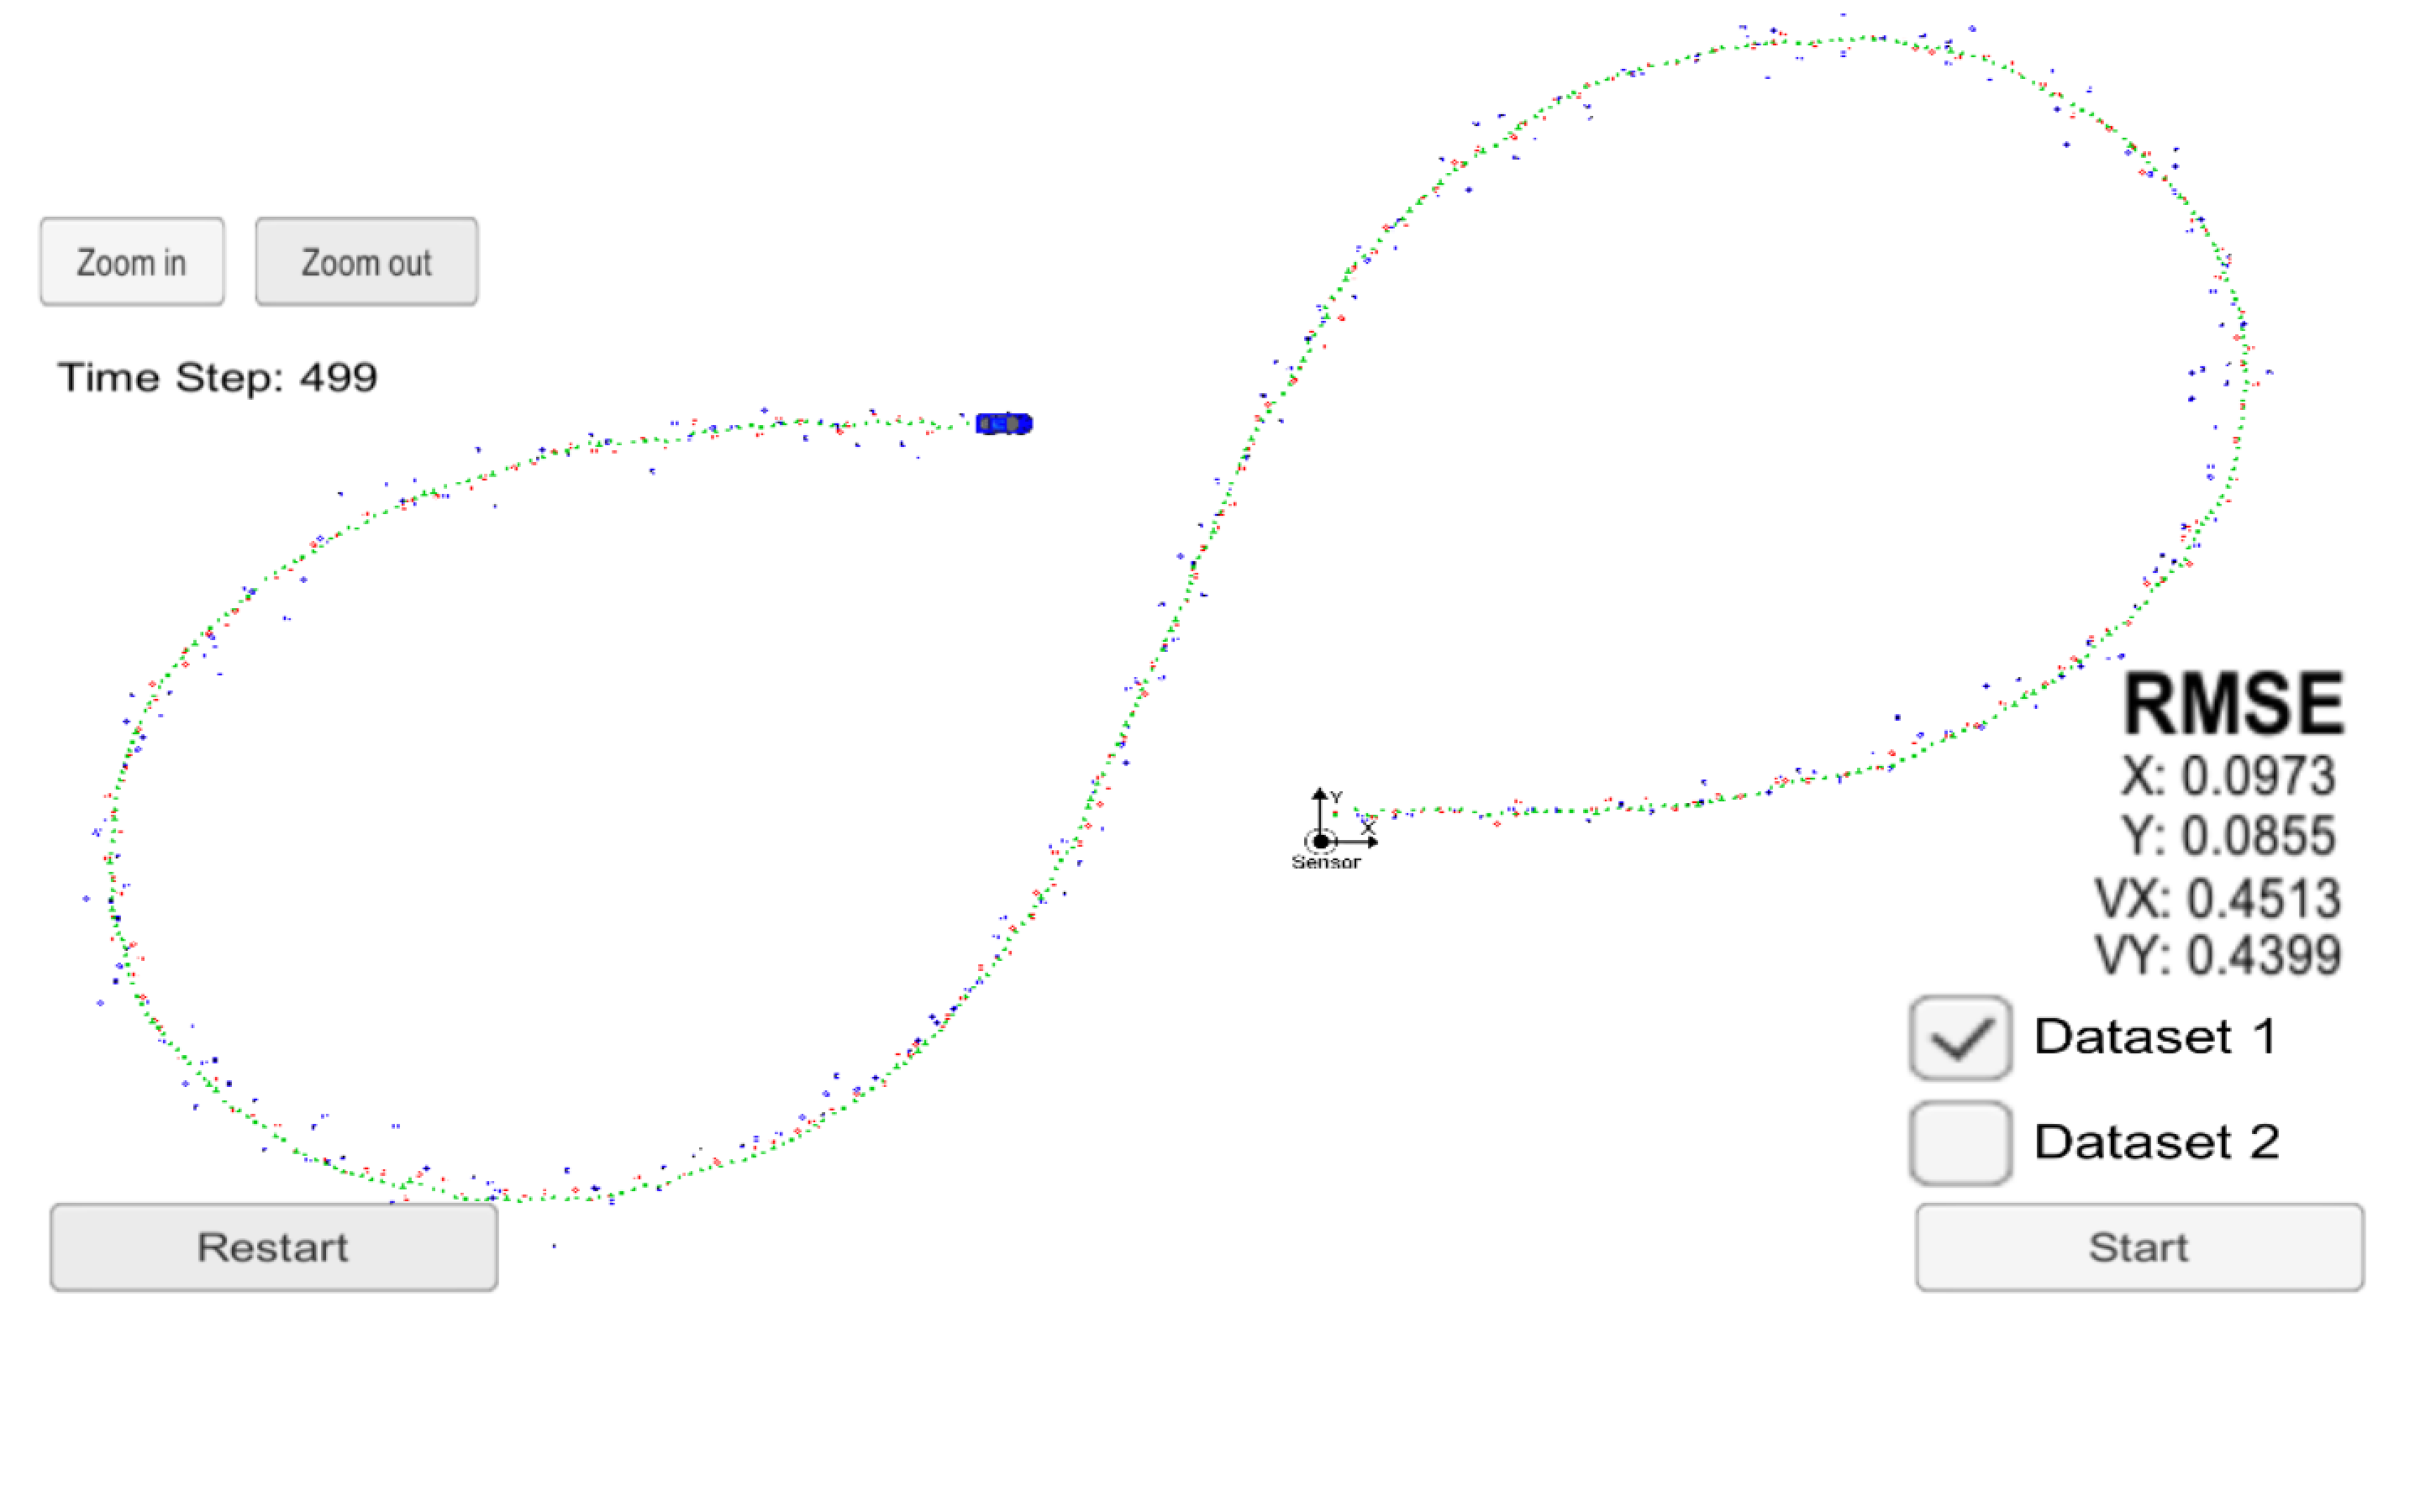 Zoom in
Zoom out
Time Step: 499
Y
X
Sensor
RMSE
X: 0.0973
Y: 0.0855
VX: 0.4513
VY: 0.4399
Dataset 1
Dataset 2
Restart
Start